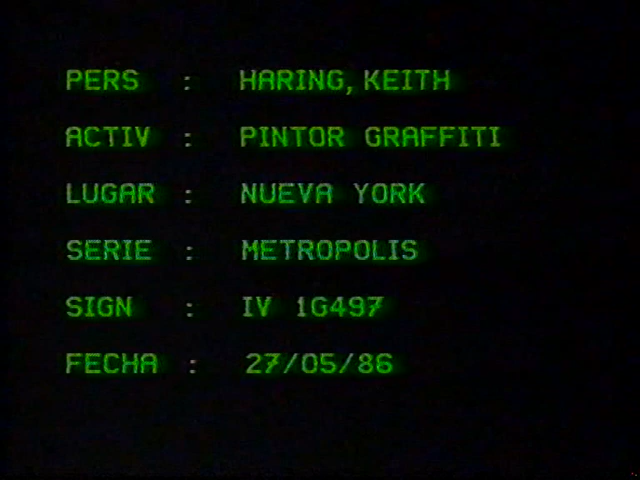 PERS : HARING, KEITH
ACTIV : PINTOR GRAFFITI
LUGAR : NUEVA YORK
SERIE : METROPOLIS
SIGN : IV 1G497
FECHA : 27/05/86